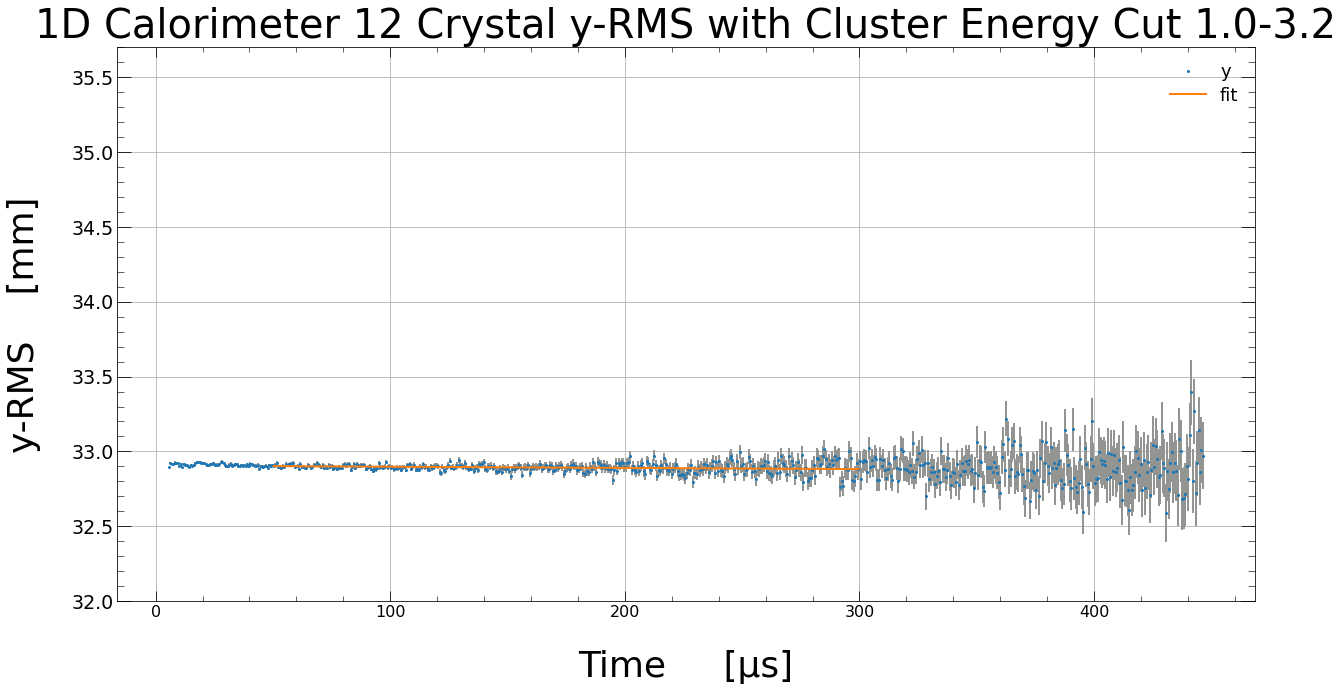 1D Calorimeter 12 Crystal y-RMS with Cluster Energy Cut 1.0-3.2
y
fit
35.5
35.0
34.5
34.0
33.5
33.0
32.5
32.0
y-RMS [mm]
0 100 200 300 400
Time [μs]